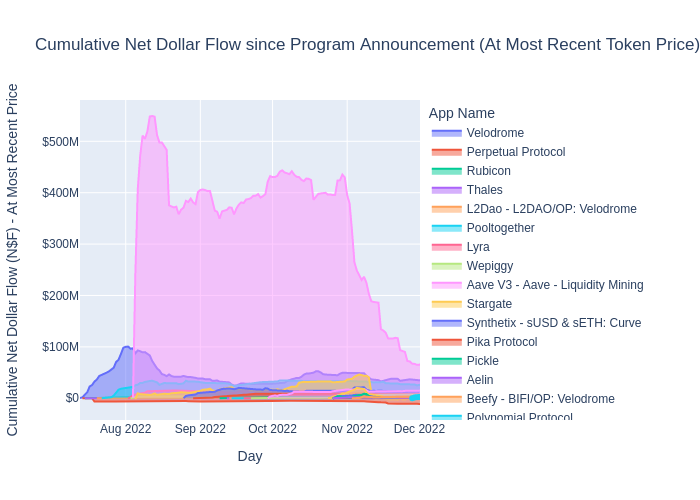 Cumulative Net Dollar Flow since Program Announcement (At Most Recent Token Price)
Cumulative Net Dollar Flow (N$F) - At Most Recent Price
$500M
$400M
$300M
$200M
$100M
$0
Aug 2022
Sep 2022
Oct 2022
Nov 2022
Dec 2022
Day
App Name
Velodrome
Perpetual Protocol
Rubicon
Thales
L2Dao - L2DAO/OP: Velodrome
Pooltogether
Lyra
Wepiggy
Aave V3 - Aave - Liquidity Mining
Stargate
Synthetix - sUSD & sETH: Curve
Pika Protocol
Pickle
Aelin
Beefy - BIFI/OP: Velodrome
Polynomial Protocol